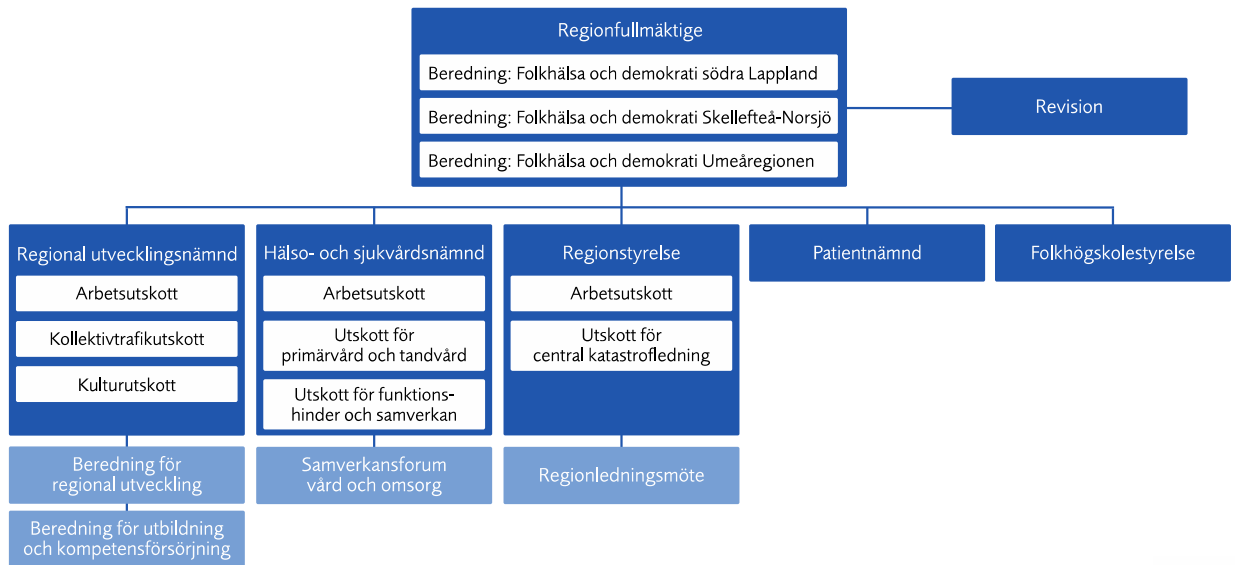 Regionfullmäktige
Beredning: Folkhälsa och demokrati södra Lappland
Beredning: Folkhälsa och demokrati Skellefteå-Norsjö
Beredning: Folkhälsa och demokrati Umeåregionen
Revision
Regional utvecklingsnämnd
Arbetsutskott
Kollektivtrafikutskott
Kulturutskott
Beredning för
regional utveckling
Beredning för utbildning
och kompetensförsörjning
Hälso- och sjukvårdsnämnd
Arbetsutskott
Utskott för
primärvård och tandvård
Utskott för funktions-
hinder och samverkan
Samverkansforum
vård och omsorg
Regionstyrelse
Arbetsutskott
Utskott för
central katastrofledning
Regionledningsmöte
Patientnämnd
Folkhögskolestyrelse